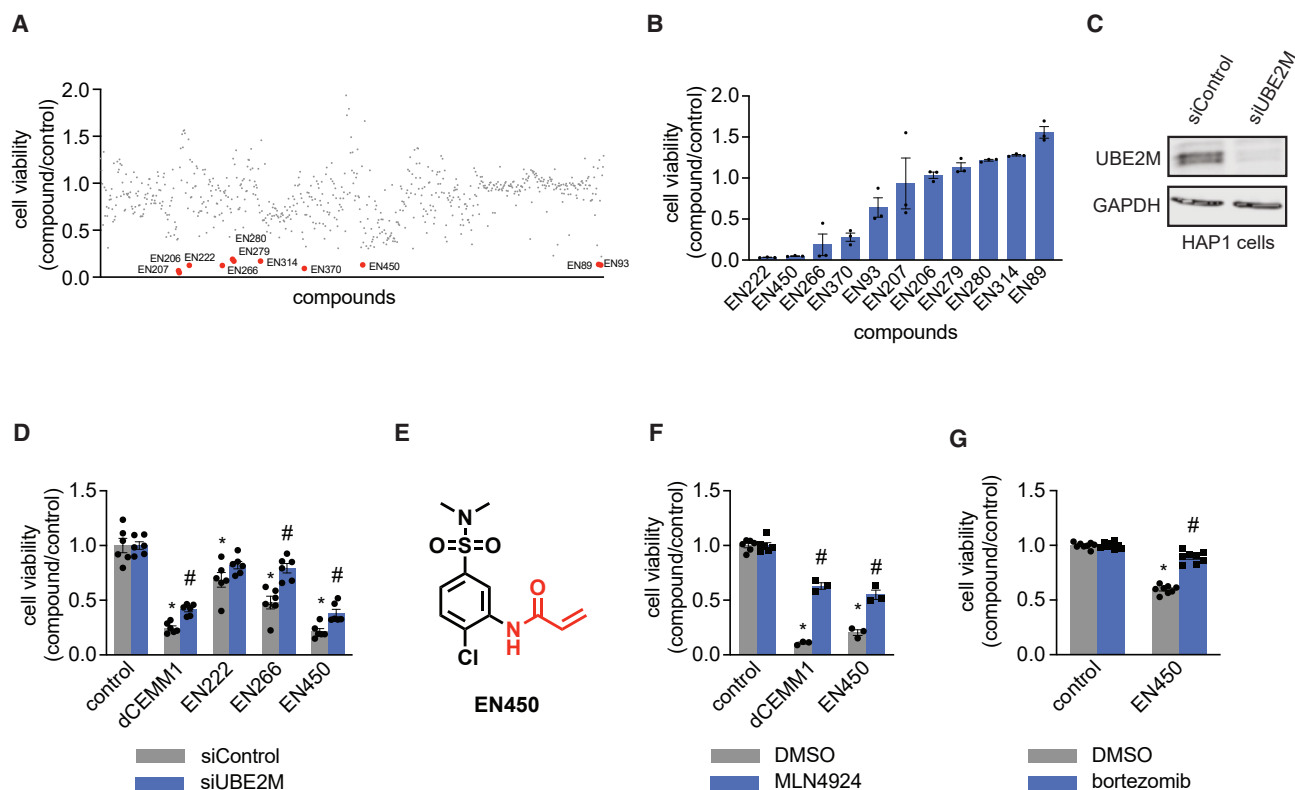 A
cell viability
(compound/control)
2.0
1.5
1.0
0.5
0.0
EN207
EN206
EN222
EN266
EN280
EN279
EN314
EN370
EN450
EN89
EN93
compounds
B
cell viability
(compound/control)
2.0
1.5
1.0
0.5
0.0
EN222
EN450
EN266
EN370
EN93
EN207
EN206
EN279
EN280
EN314
EN89
compounds
C
siControl
siUBE2M
UBE2M
GAPDH
HAP1 cells
D
cell viability
(compound/control)
1.5
1.0
0.5
0.0
*
#
*
*
#
*
#
control
dCEMM1
EN222
EN266
EN450
siControl
siUBE2M
E
N
O=S=O
O
N
H
Cl
EN450
F
cell viability
(compound/control)
1.5
1.0
0.5
0.0
*
#
*
#
control
dCEMM1
EN450
DMSO
MLN4924
G
cell viability
(compound/control)
1.5
1.0
0.5
0.0
*
#
control
EN450
DMSO
bortezomib